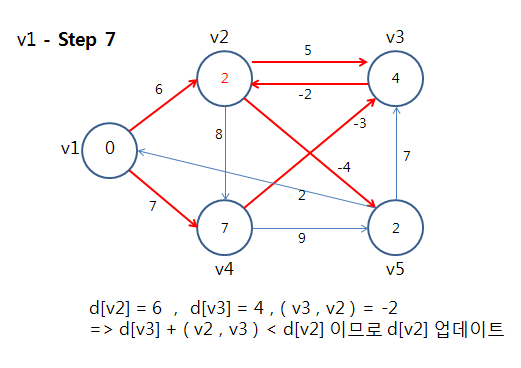 v1 - Step 7
v2
v3
5
2
4
6
-2
-3
8
v1
0
-4
7
7
2
7
2
9
v4
v5
d[v2] = 6 , d[v3] = 4 , ( v3 , v2 ) = -2
=> d[v3] + ( v2 , v3 ) < d[v2] 이므로 d[v2] 업데이트